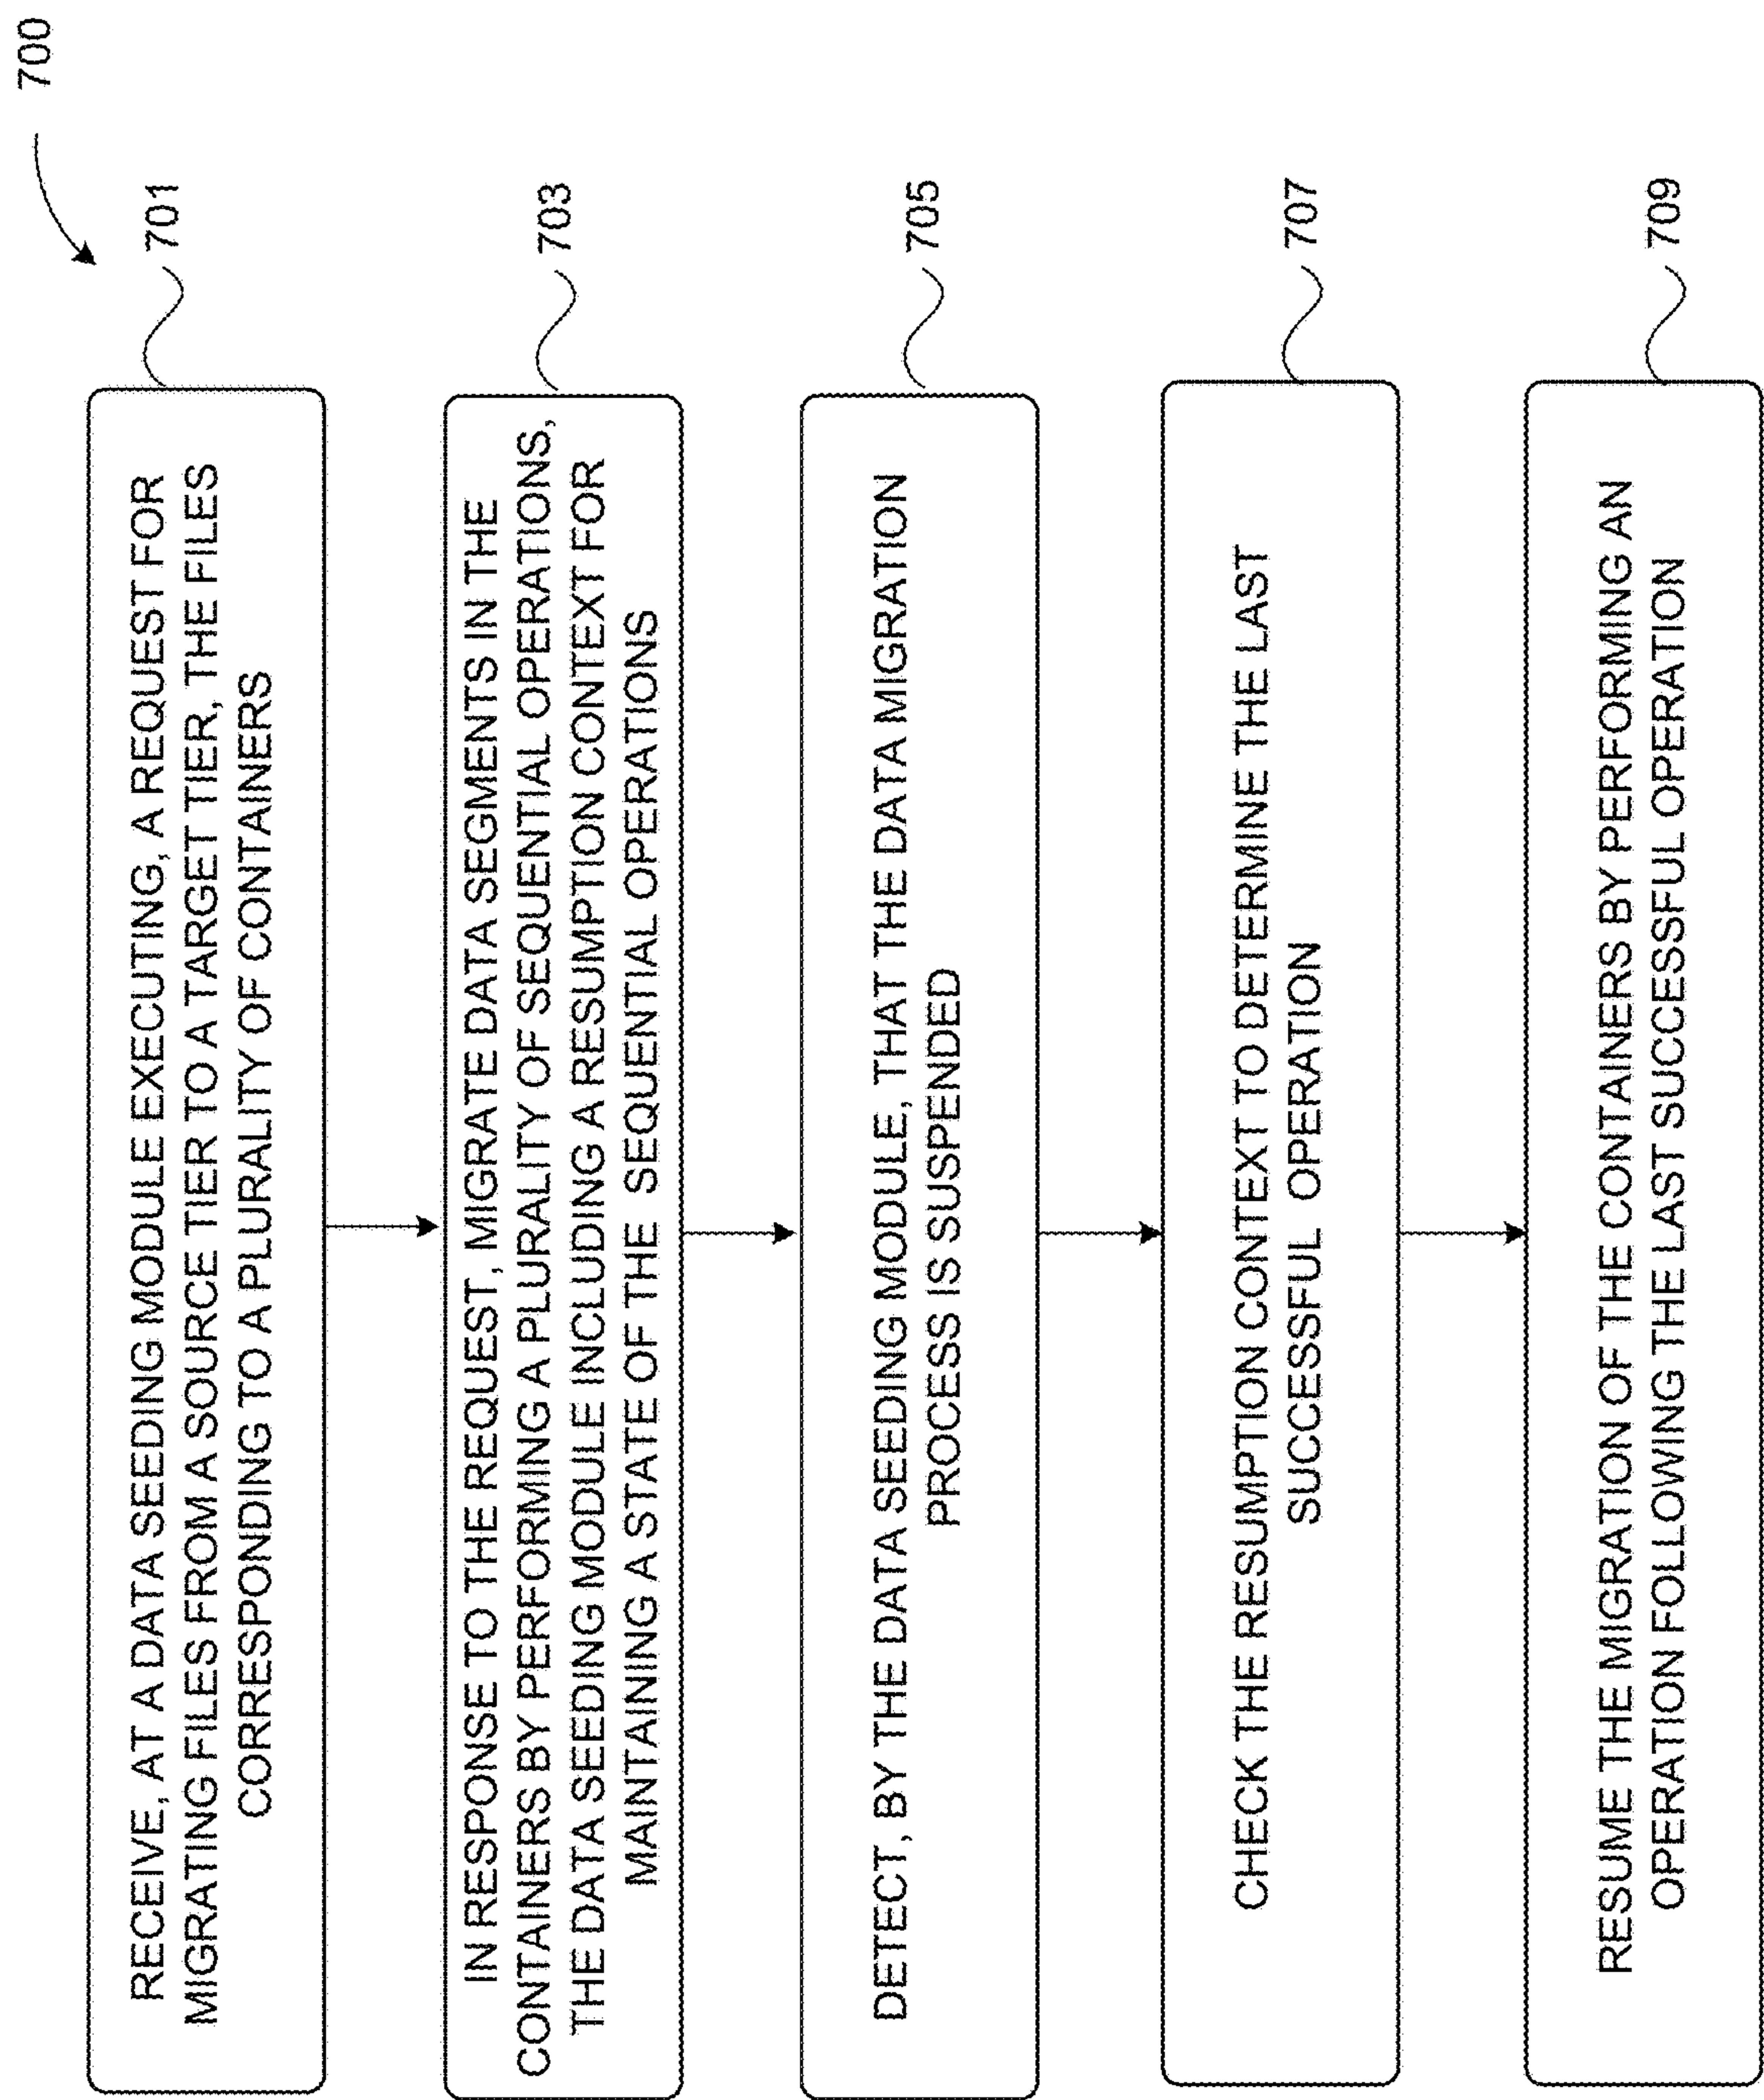 700
RECEIVE, AT A DATA SEEDING MODULE EXECUTING, A REQUEST FOR
MIGRATING FILES FROM A SOURCE TIER TO A TARGET TIER, THE FILES
CORRESPONDING TO A PLURALITY OF CONTAINERS
701
IN RESPONSE TO THE REQUEST, MIGRATE DATA SEGMENTS IN THE
CONTAINERS BY PERFORMING A PLURALITY OF SEQUENTIAL OPERATIONS,
THE DATA SEEDING MODULE INCLUDING A RESUMPTION CONTEXT FOR
MAINTAINING A STATE OF THE SEQUENTIAL OPERATIONS
703
DETECT, BY THE DATA SEEDING MODULE, THAT THE DATA MIGRATION
PROCESS IS SUSPENDED
705
CHECK THE RESUMPTION CONTEXT TO DETERMINE THE LAST
SUCCESSFUL OPERATION
707
RESUME THE MIGRATION OF THE CONTAINERS BY PERFORMING AN
OPERATION FOLLOWING THE LAST SUCCESSFUL OPERATION
709